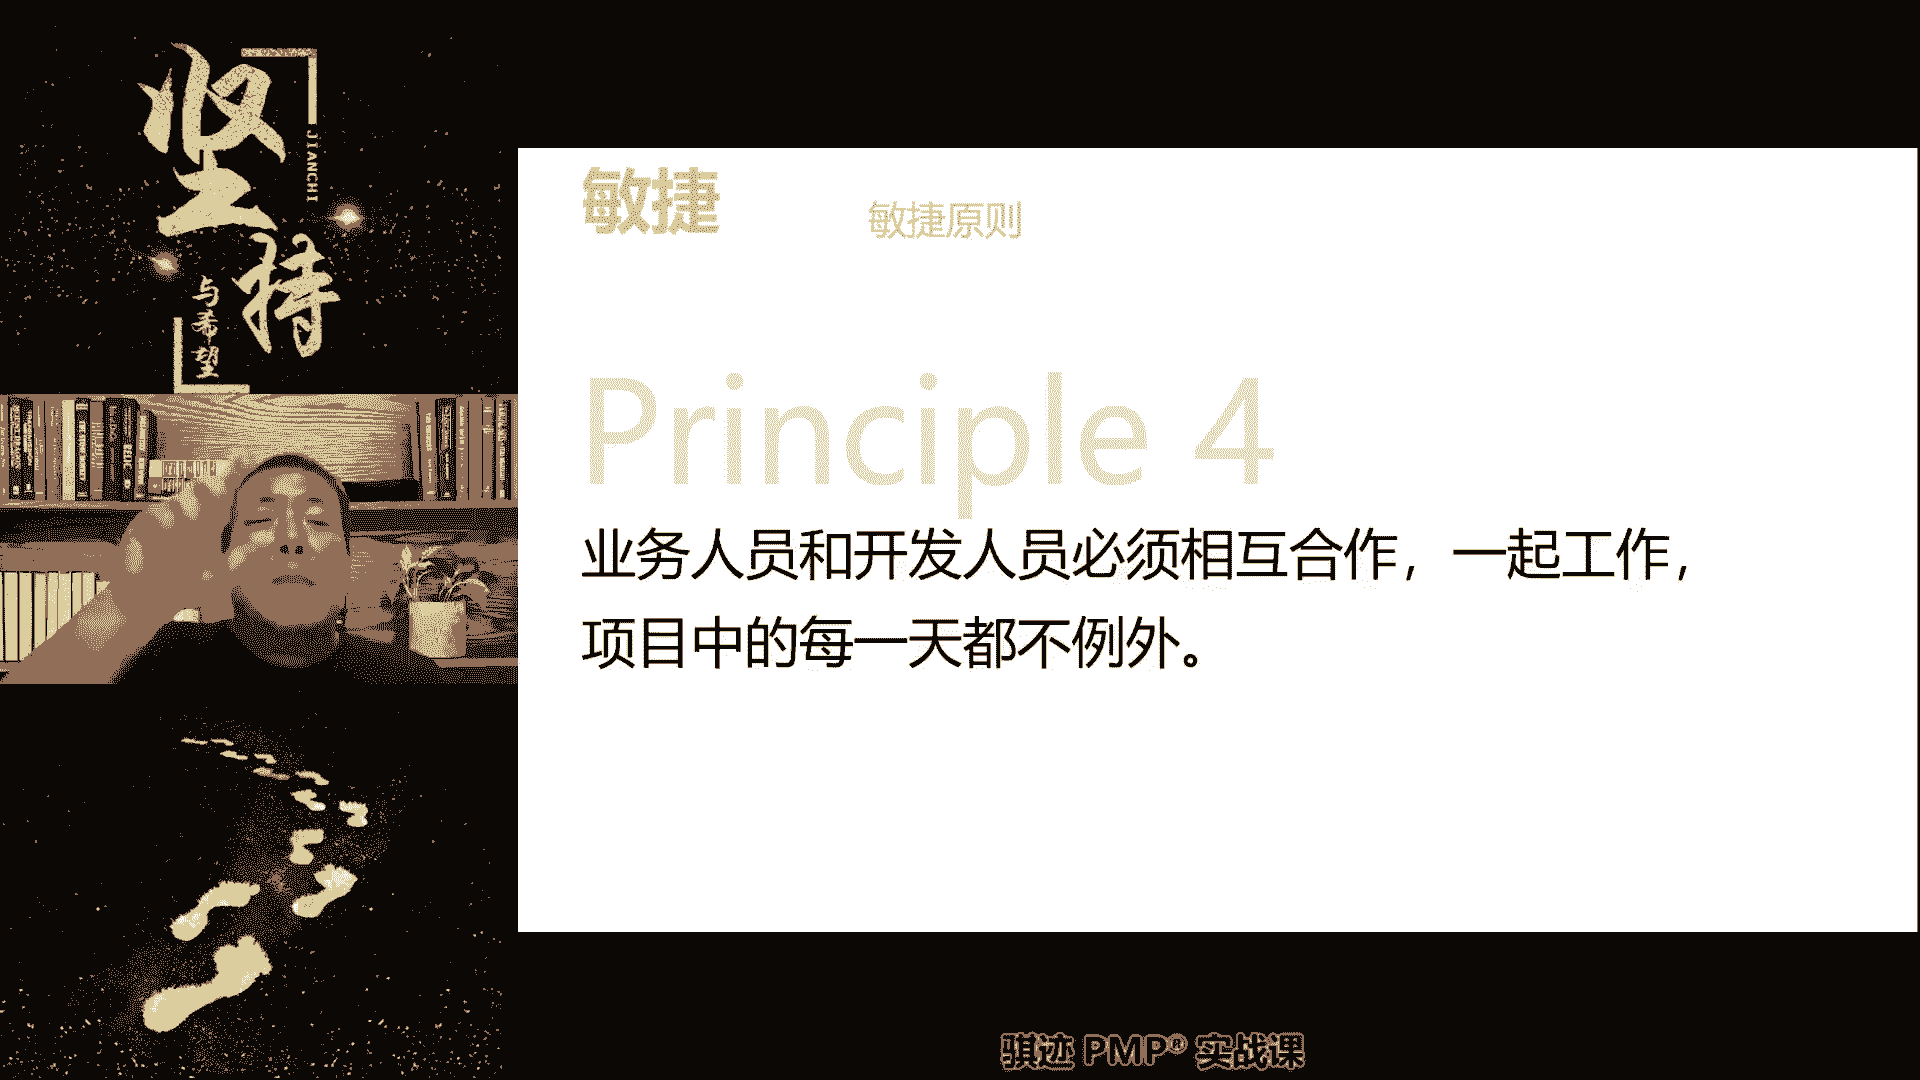 坚持
JIANCHI
与希望
敏捷
敏捷原则
Principle 4
业务人员和开发人员必须相互合作，一起工作，
项目中的每一天都不例外。
骐迹 PMP® 实战课